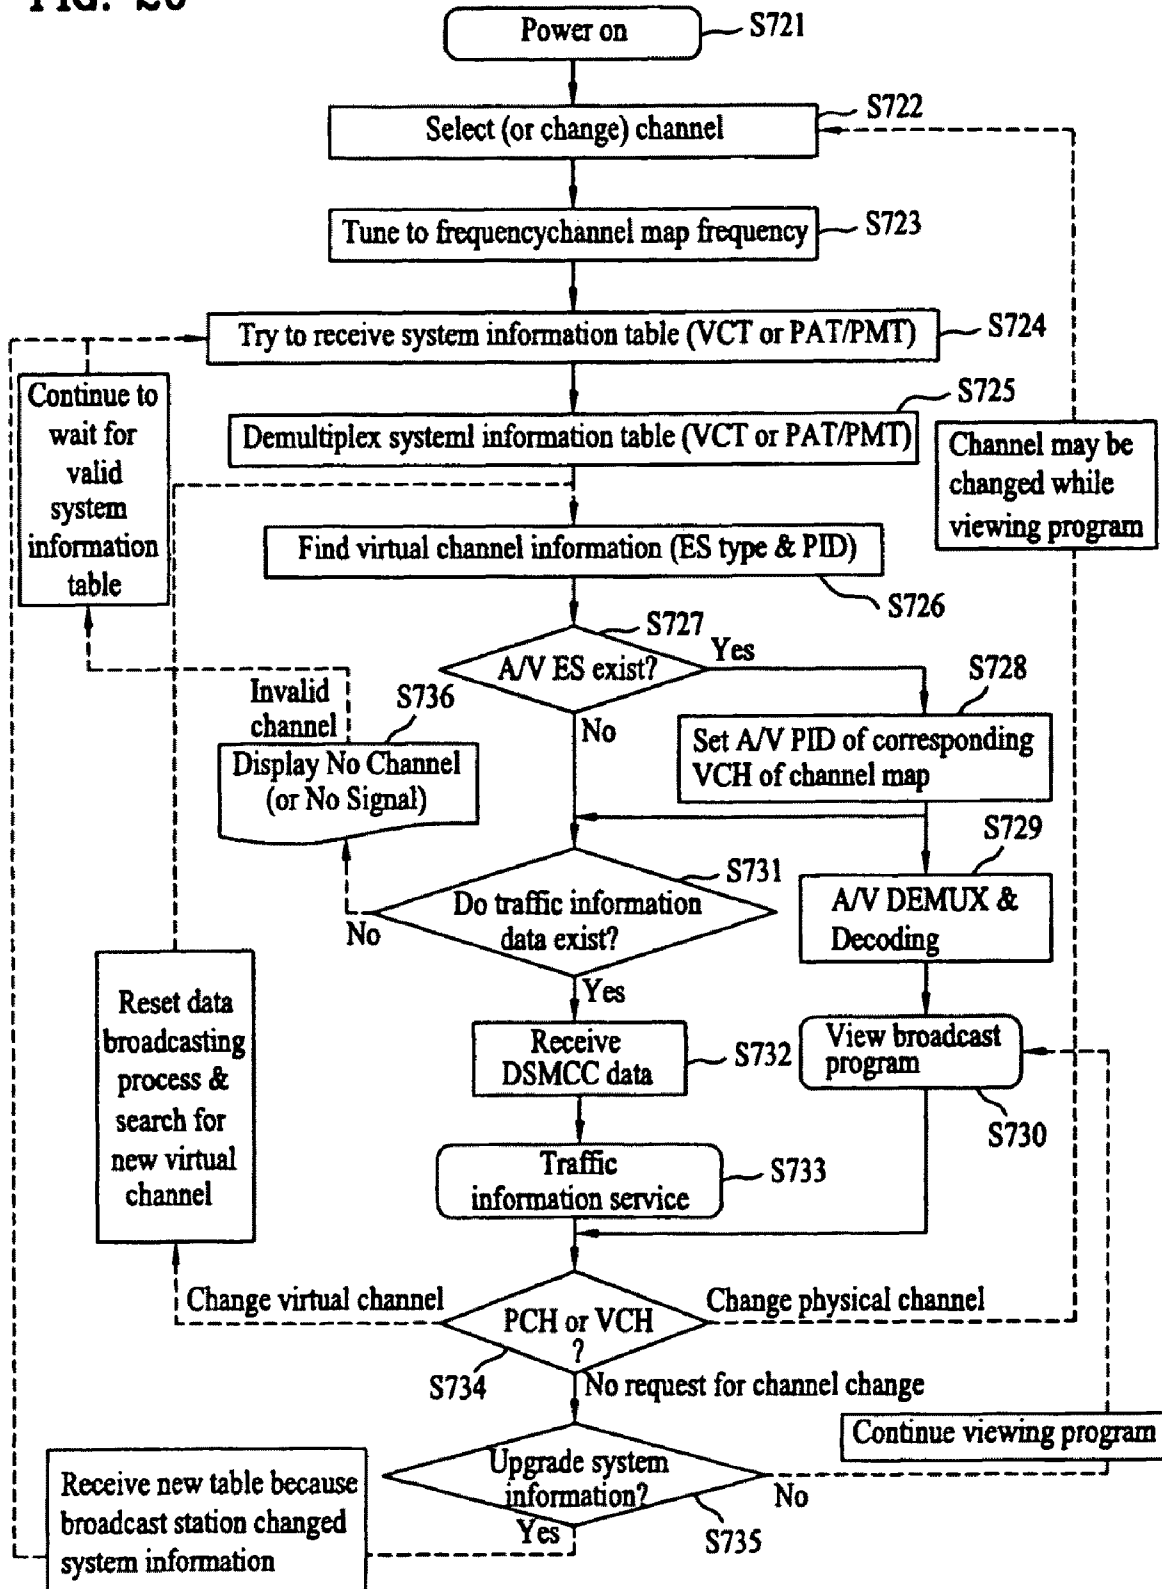 Power on
S721
S722
Select (or change) channel
Tune to frequencychannel map frequency
S723
Try to receive system information table (VCT or PAT/PMT)
S724
S725
Demultiplex systeml information table (VCT or PAT/PMT)
Continue to
wait for
valid
system
information
table
Channel may be
changed while
viewing program
Find virtual channel information (ES type & PID)
S726
S727
A/V ES exist?
Yes
No
S728
Set A/V PID of corresponding
VCH of channel map
Invalid
channel
S736
Display No Channel
(or No Signal)
S729
A/V DEMUX &
Decoding
S731
Do traffic information
data exist?
No
Yes
Reset data
broadcasting
process &
search for
new virtual
channel
Receive
DSMCC data
S732
View broadcast
program
S730
Traffic
information service
S733
Change virtual channel
PCH or VCH
?
Change physical channel
S734
No request for channel change
Continue viewing program
Upgrade system
information?
No
Yes
S735
Receive new table because
broadcast station changed
system information